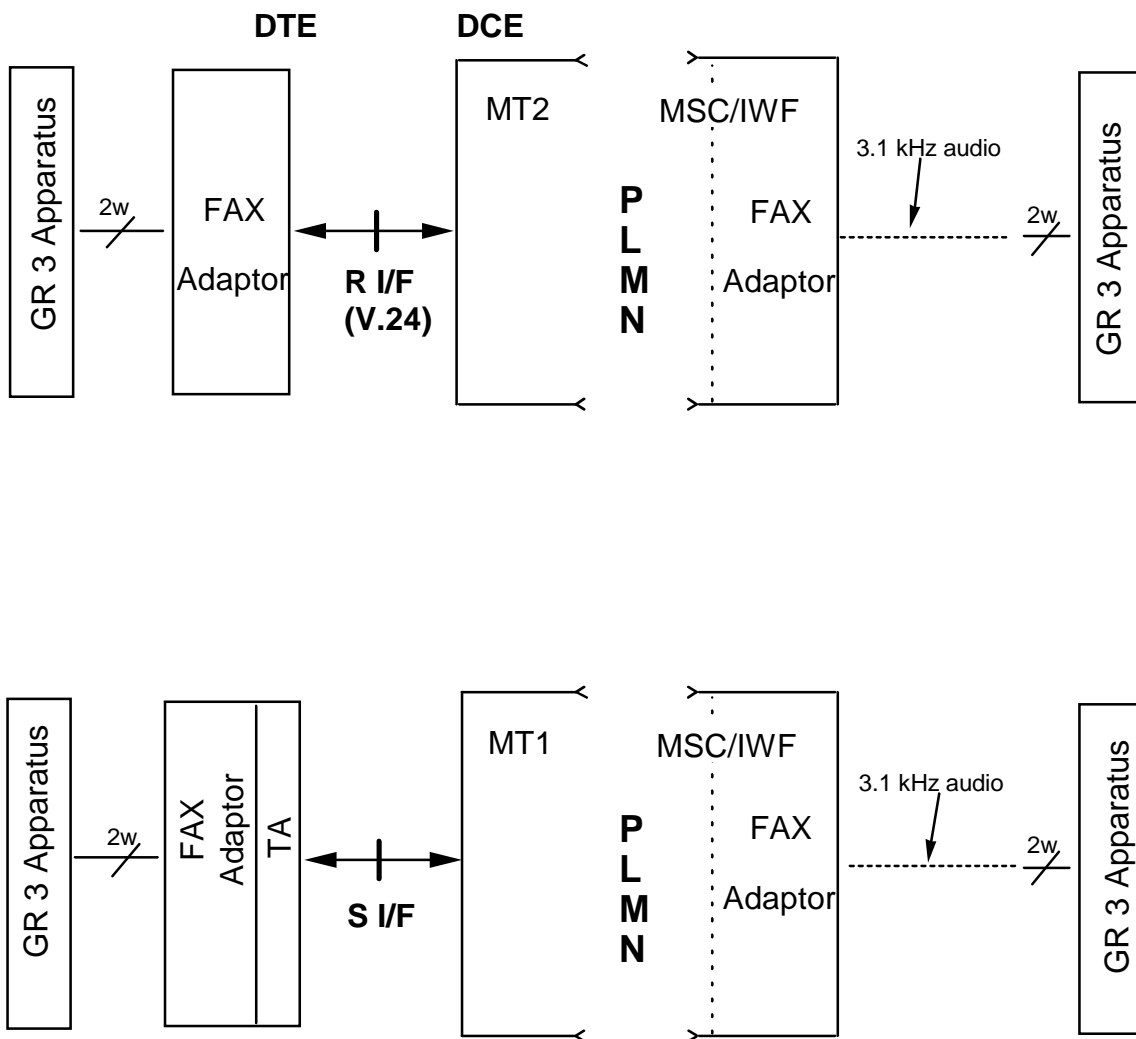 DTE
DCE
GR 3 Apparatus
2w
FAX
Adaptor
R I/F
(V.24)
MT2
P
L
M
N
MSC/IWF
FAX
Adaptor
3.1 kHz audio
2w
GR 3 Apparatus
GR 3 Apparatus
2w
FAX
Adaptor
TA
S I/F
MT1
P
L
M
N
MSC/IWF
FAX
Adaptor
3.1 kHz audio
2w
GR 3 Apparatus